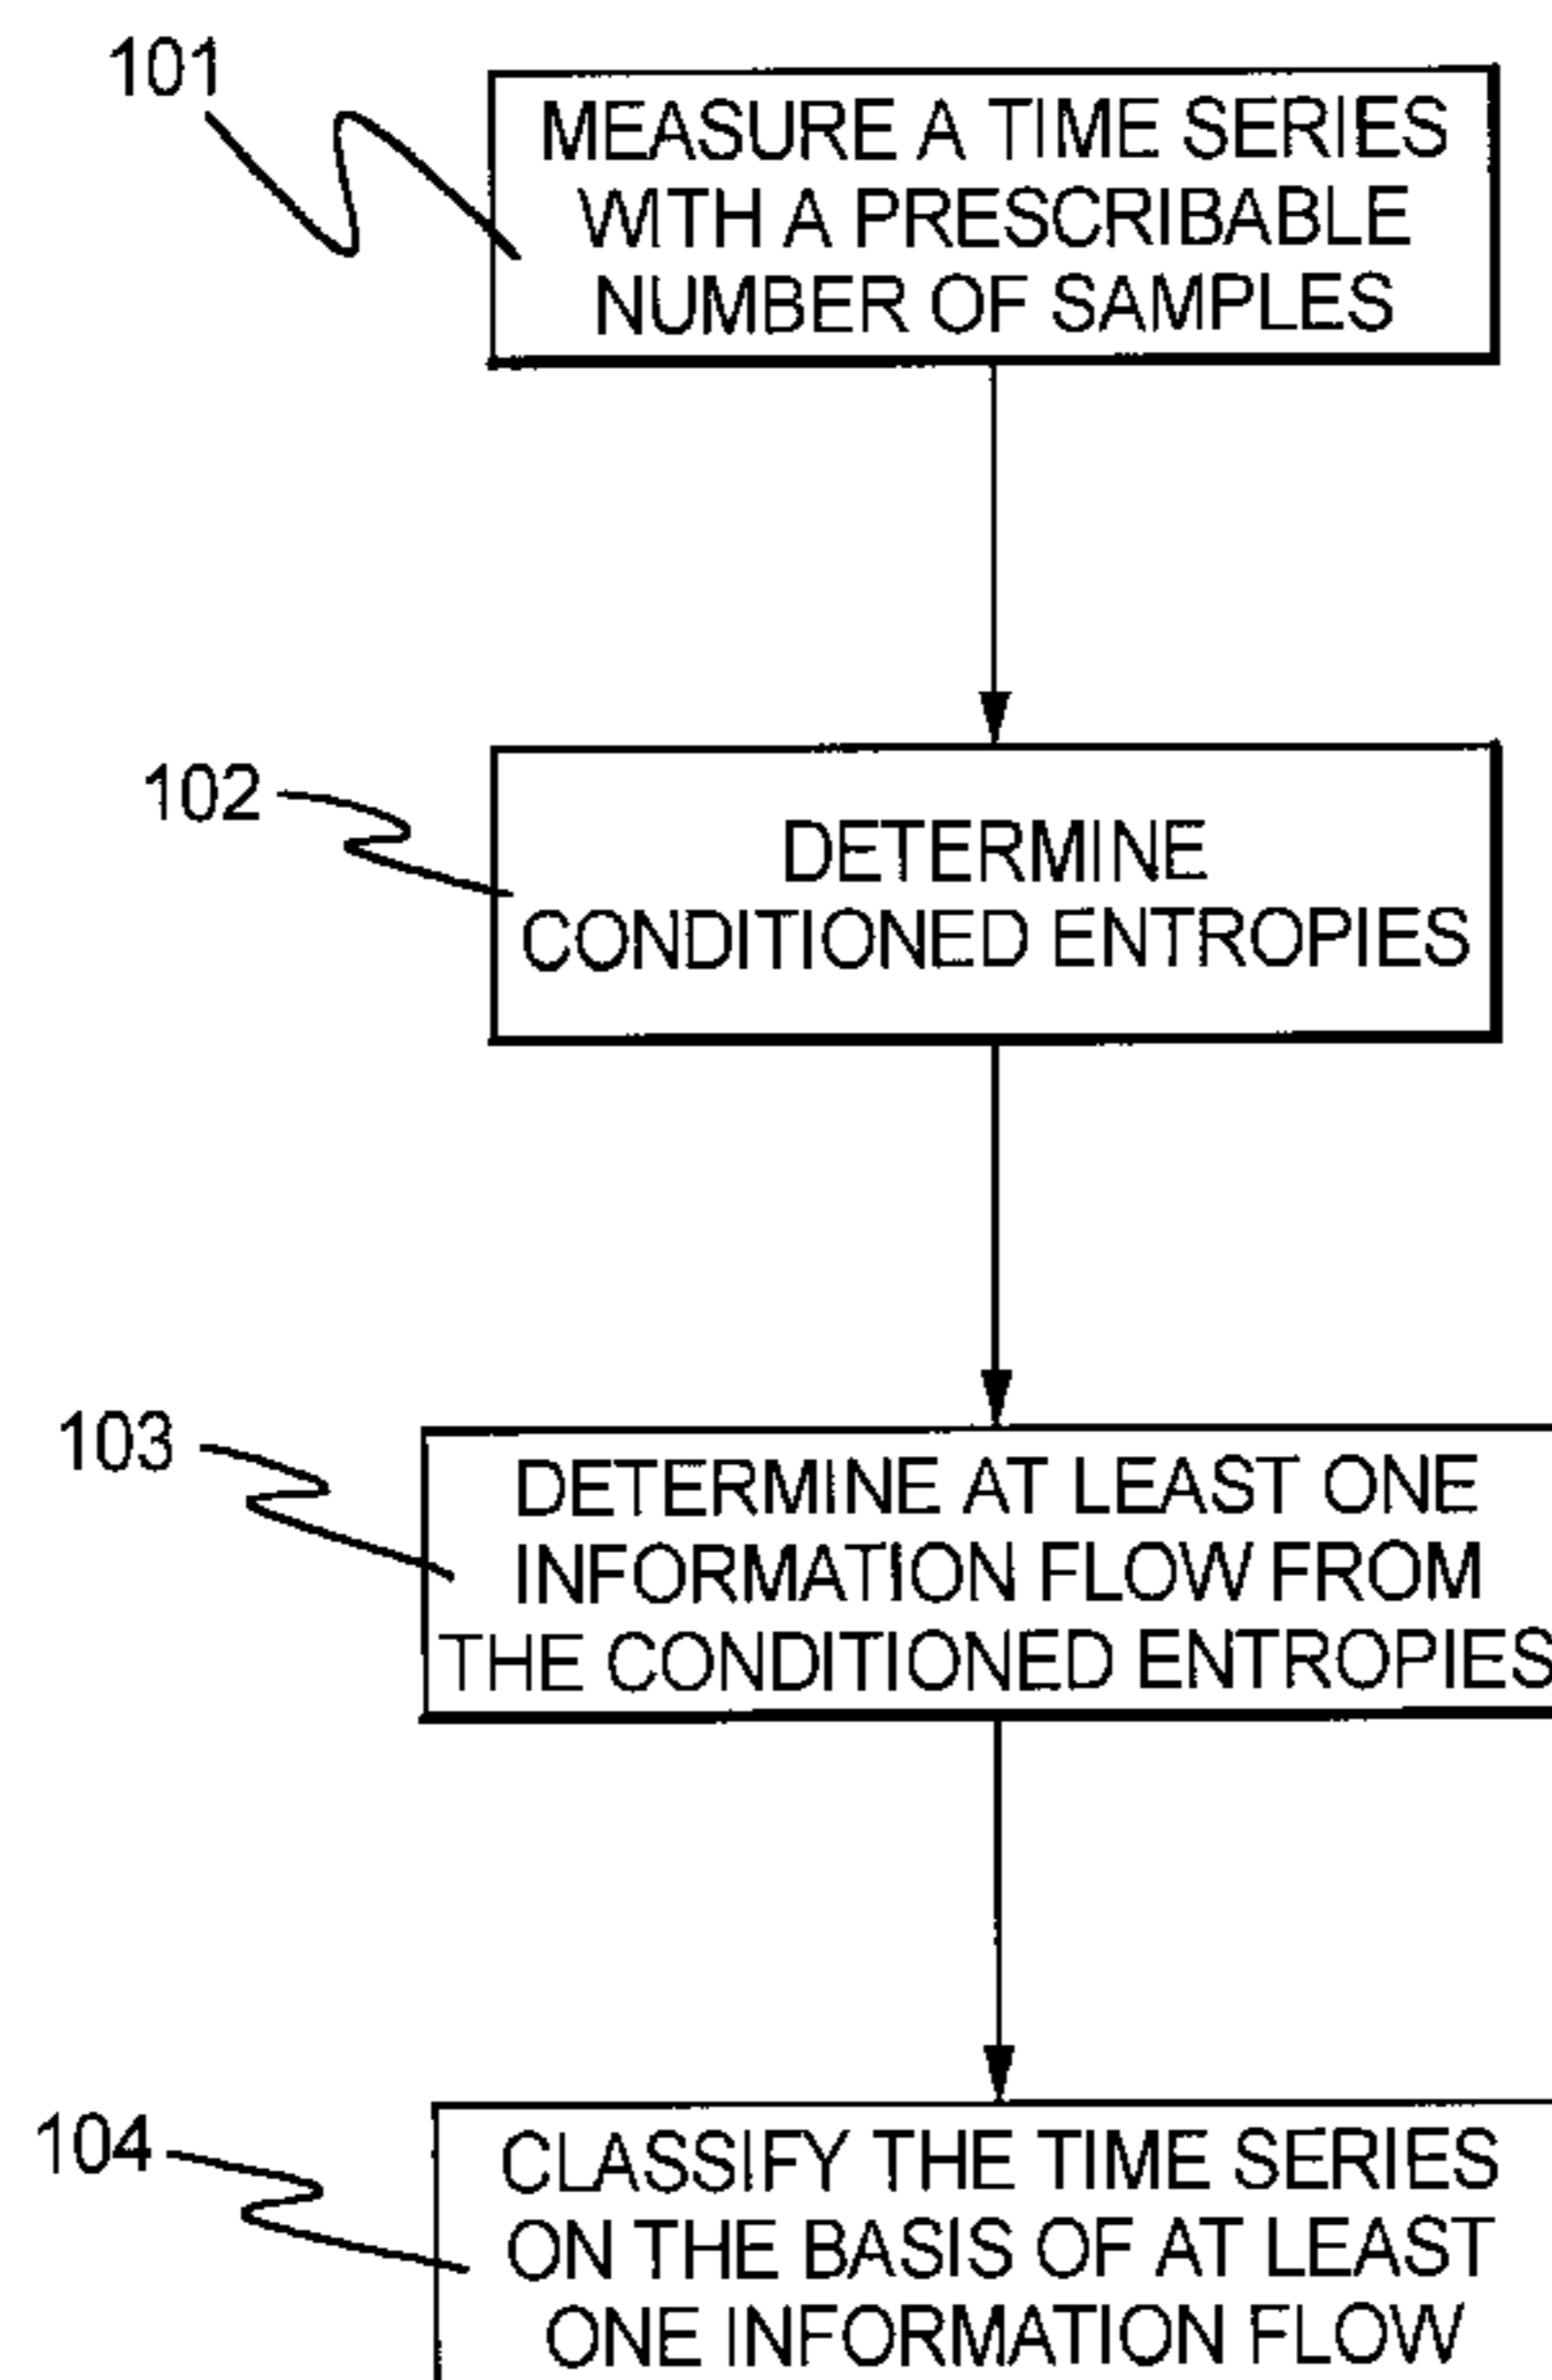 101
MEASURE A TIME SERIES
WITH A PRESCRIBABLE
NUMBER OF SAMPLES
102
DETERMINE
CONDITIONED ENTROPIES
103
DETERMINE AT LEAST ONE
INFORMATION FLOW FROM
THE CONDITIONED ENTROPIES
104
CLASSIFY THE TIME SERIES
ON THE BASIS OF AT LEAST
ONE INFORMATION FLOW